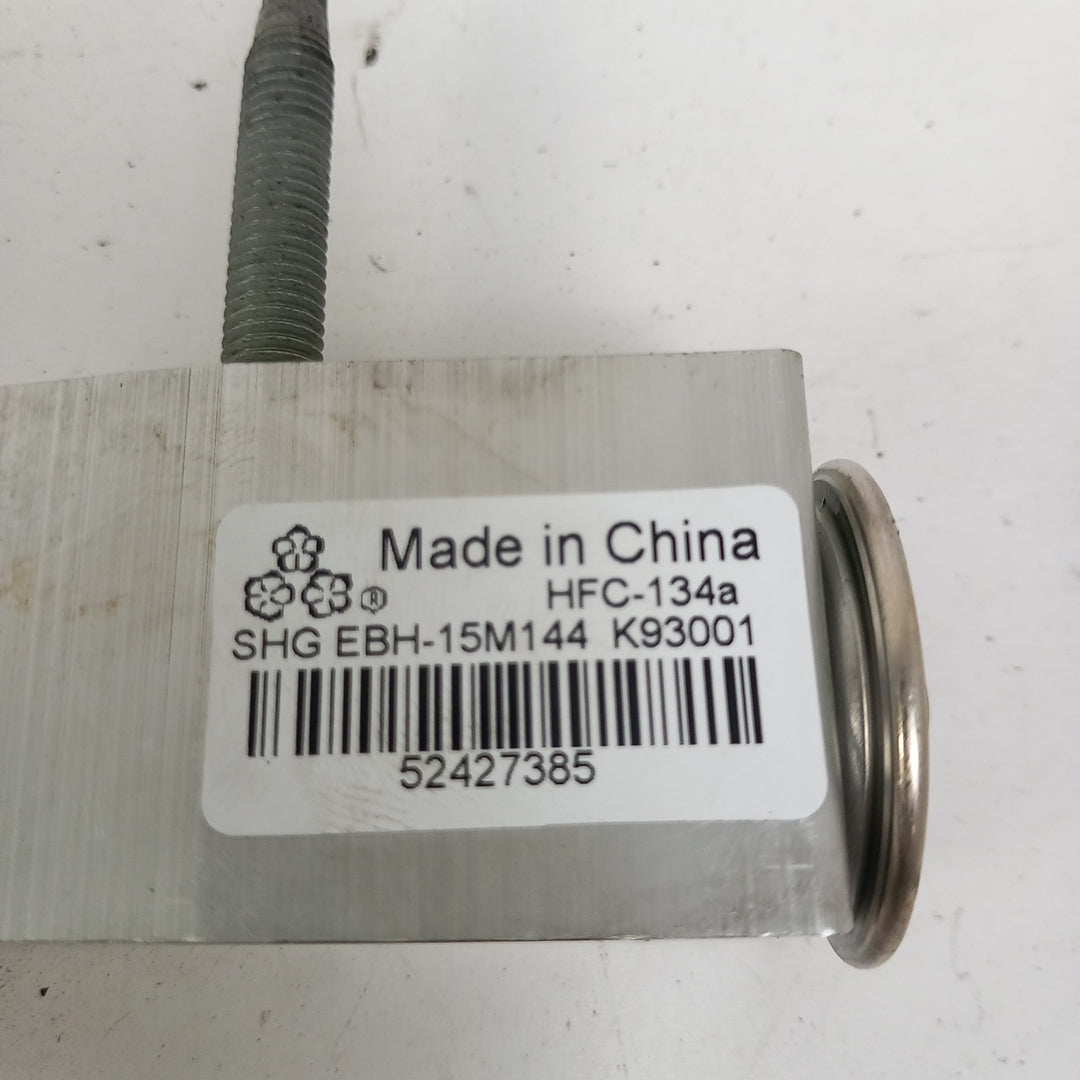 Made in China
®
HFC-134a
SHG EBH-15M144 K93001
52427385